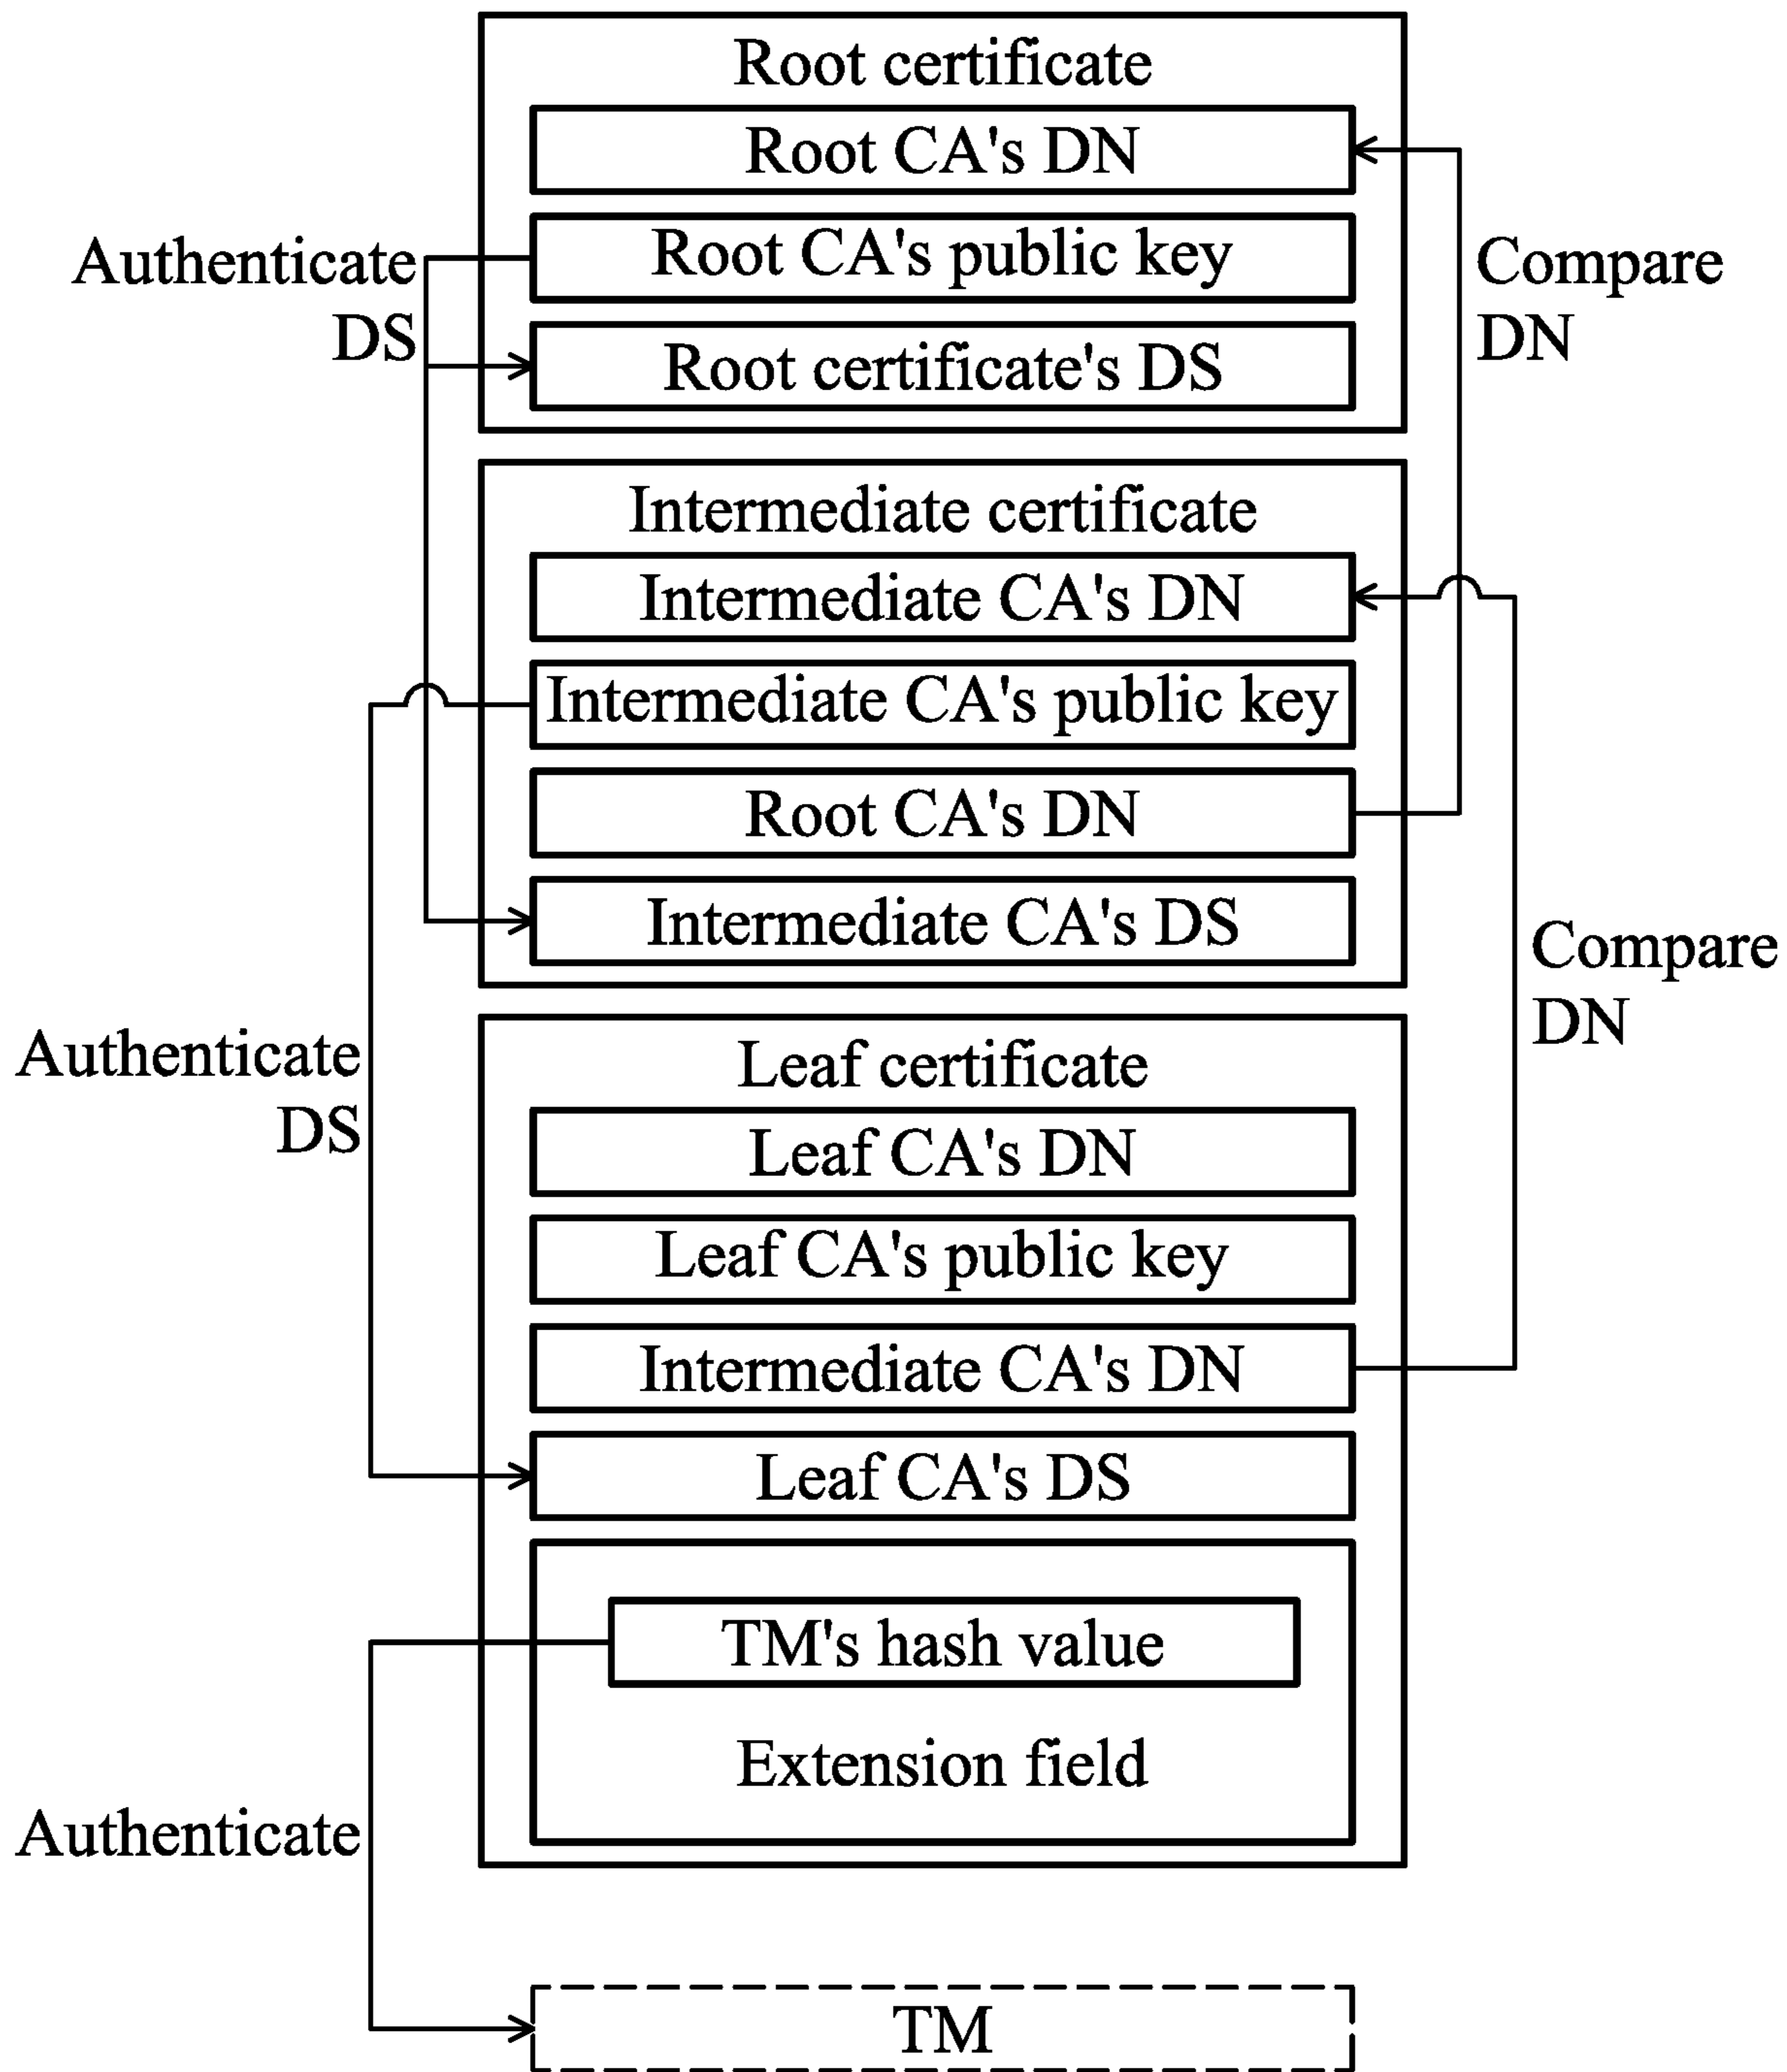 Root certificate
Root CA's DN
Root CA's public key
Root certificate's DS
Authenticate
DS
Compare
DN
Intermediate certificate
Intermediate CA's DN
Intermediate CA's public key
Root CA's DN
Intermediate CA's DS
Compare
DN
Authenticate
DS
Leaf certificate
Leaf CA's DN
Leaf CA's public key
Intermediate CA's DN
Leaf CA's DS
TM's hash value
Extension field
Authenticate
TM